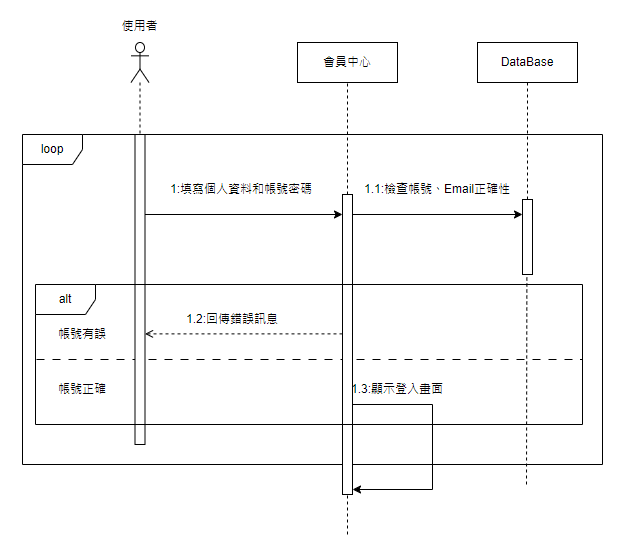 使用者
會員中心
DataBase
loop
1:填寫個人資料和帳號密碼
1.1:檢查帳號、Email正確性
alt
1.2:回傳錯誤訊息
帳號有誤
帳號正確
1.3:顯示登入畫面